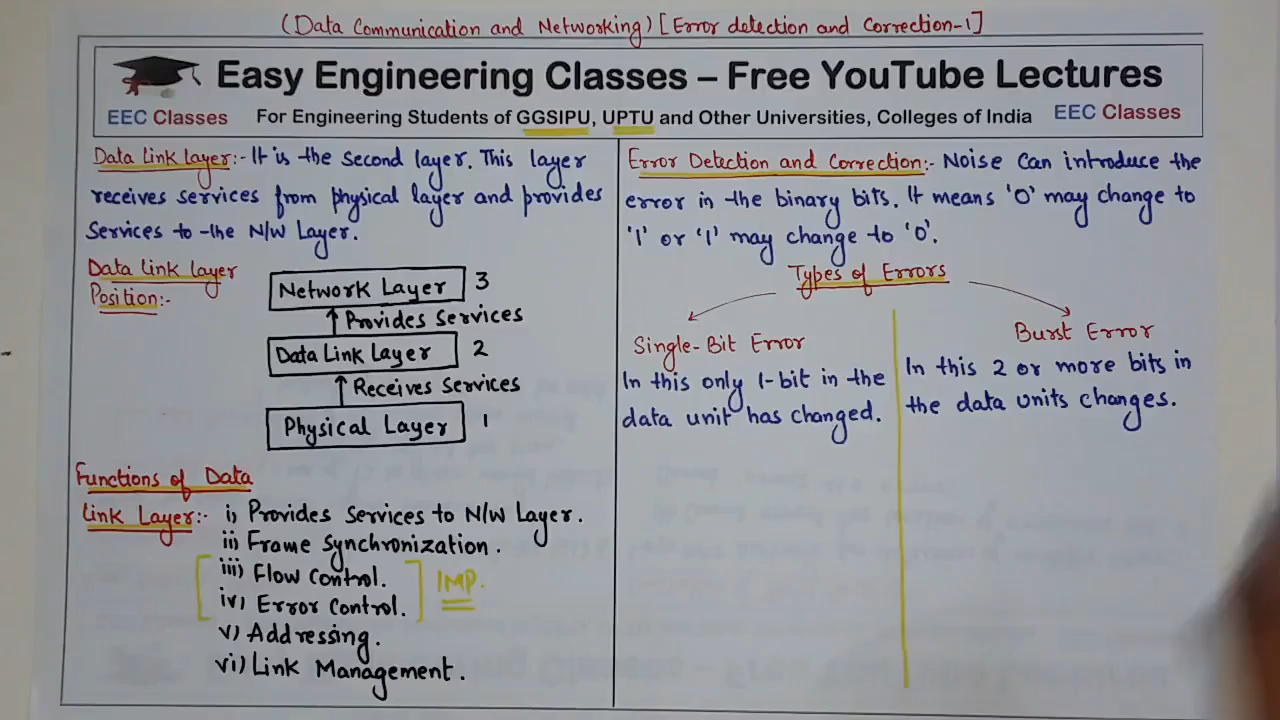 (Data Communication and Networking) [Error detection and Correction-1]
Easy Engineering Classes – Free YouTube Lectures
EEC Classes For Engineering Students of GGSIPU, UPTU and Other Universities, Colleges of India EEC Classes
Data Link layer:- It is the second layer. This layer
receives services from physical layer and provides
services to the N/W Layer.
Data link layer
Position:-
Network Layer 3
Provides Services
Data Link Layer 2
Receives Services
Physical Layer 1
Functions of Data
Link Layer:- i) Provides Services to N/W Layer.
ii) Frame Synchronization.
iii) Flow Control.
iv) Error Control.
IMP.
v) Addressing.
vi) Link Management.
Error Detection and Correction:- Noise can introduce the
error in the binary bits. It means '0' may change to
'1' or '1' may change to '0'.
Types of Errors
Single-Bit Error
In this only 1-bit in the
data unit has changed.
Burst Error
In this 2 or more bits in
the data units changes.